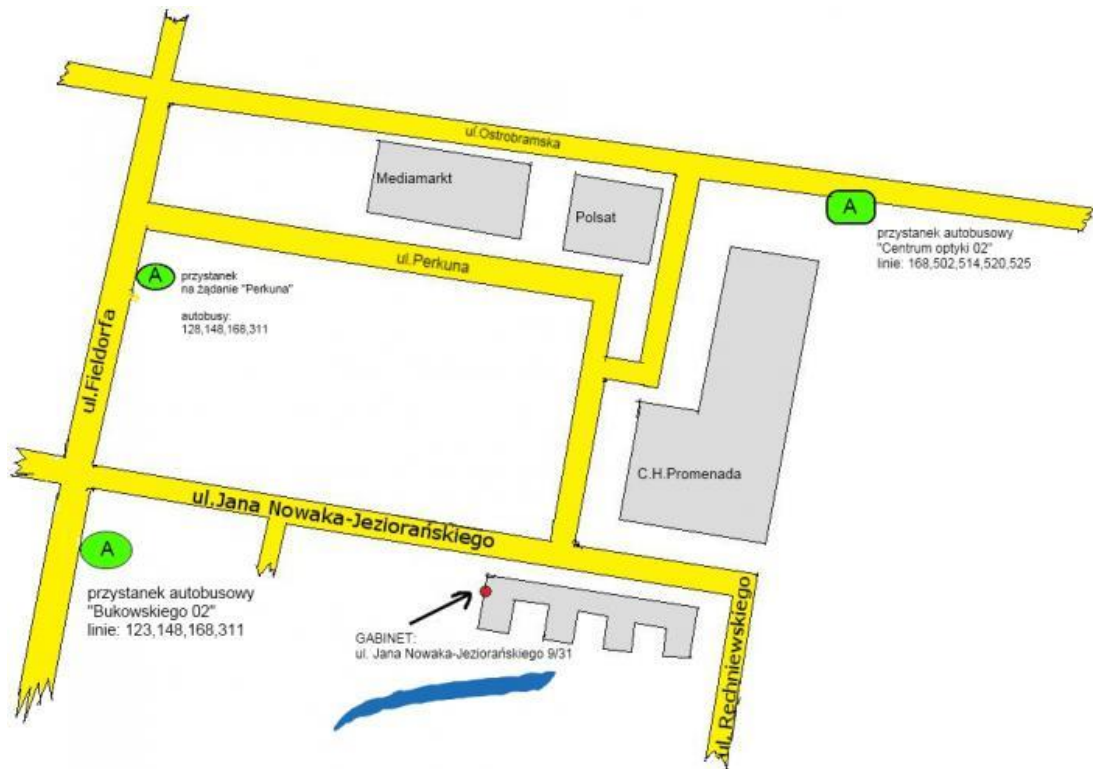 ul.Ostrobramska
Mediamarkt
Polsat
A
przystanek autobusowy
"Centrum optyki 02"
linie: 168,502,514,520,525
ul.Perkuna
A
przystanek
na żądanie "Perkuna"
autobusy:
128,148,168,311
ul.Fieldorfa
C.H.Promenada
ul.Jana Nowaka-Jeziorańskiego
A
przystanek autobusowy
"Bukowskiego 02"
linie: 123,148,168,311
GABINET:
ul. Jana Nowaka-Jeziorańskiego 9/31
ul. Rechniewskiego